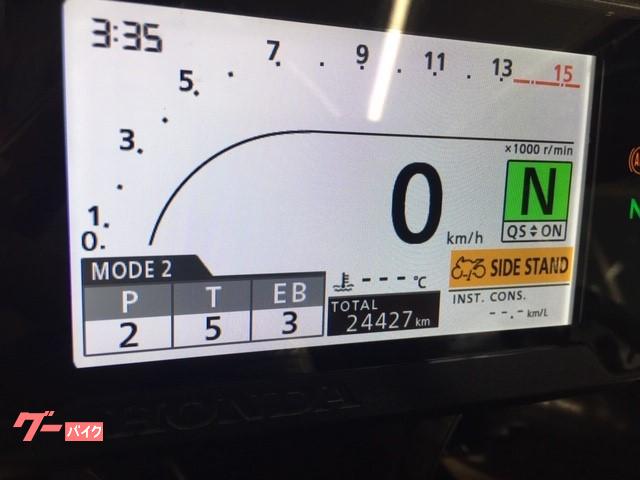 3:35
7. 9. 11. 13. 15
5.
3.
×1000 r/min
1.
0.
0 km/h
N
QS ON
SIDE STAND
MODE 2
P T EB
2 5 3
---℃
TOTAL
24427 km
INST. CONS.
--.- km/L
HONDA
グー バイク